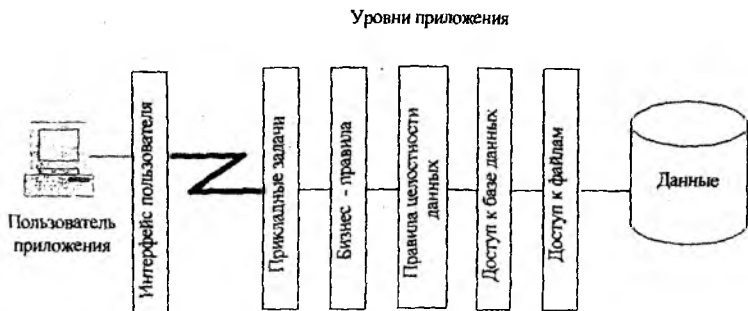 Уровни приложения
Пользователь
приложения
Интерфейс пользователя
Прикладные задачи
Бизнес - правила
Правила целостности
данных
Доступ к базе данных
Доступ к файлам
Данные